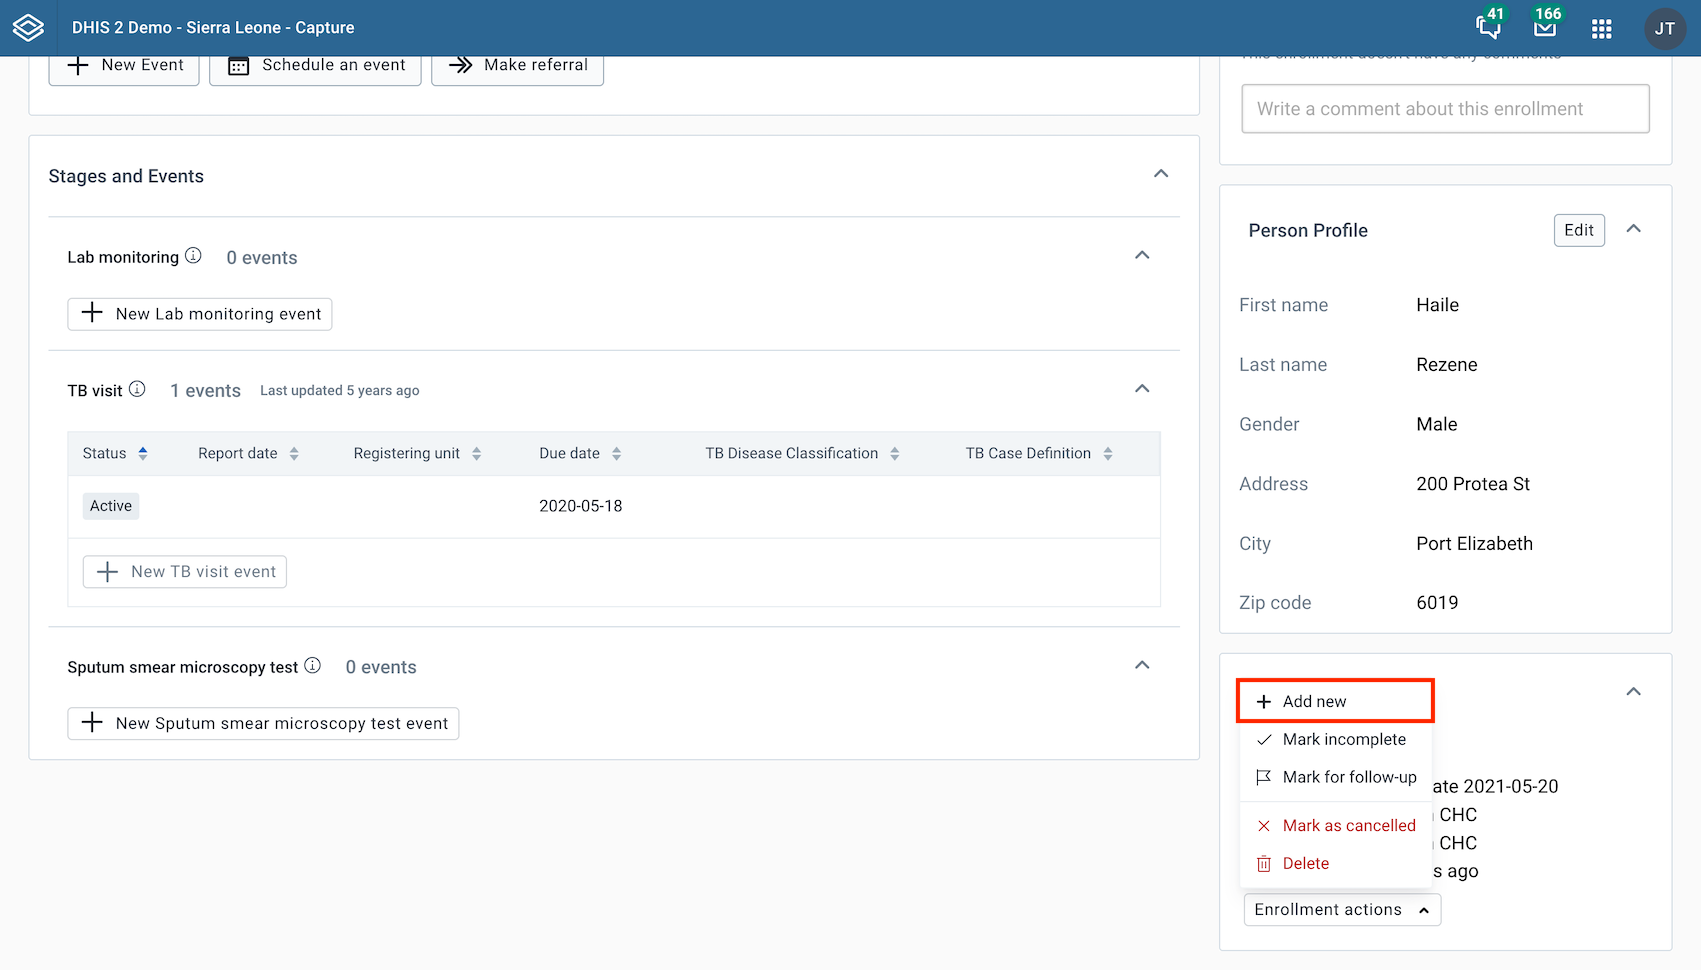 DHIS 2 Demo - Sierra Leone - Capture
41
166
JT
New Event
Schedule an event
Make referral
This enrollment doesn't have any comments
Write a comment about this enrollment
Stages and Events
Lab monitoring 0 events
New Lab monitoring event
TB visit 1 events Last updated 5 years ago
Status Report date Registering unit Due date TB Disease Classification TB Case Definition
Active 2020-05-18
New TB visit event
Sputum smear microscopy test 0 events
New Sputum smear microscopy test event
Person Profile Edit
First name Haile
Last name Rezene
Gender Male
Address 200 Protea St
City Port Elizabeth
Zip code 6019
Add new
Mark incomplete
Mark for follow-up
ate 2021-05-20
CHC
Mark as cancelled
CHC
Delete
s ago
Enrollment actions